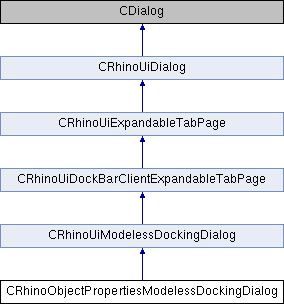 CDialog
CRhinoUiDialog
CRhinoUiExpandableTabPage
CRhinoUiDockBarClientExpandableTabPage
CRhinoUiModelessDockingDialog
CRhinoObjectPropertiesModelessDockingDialog